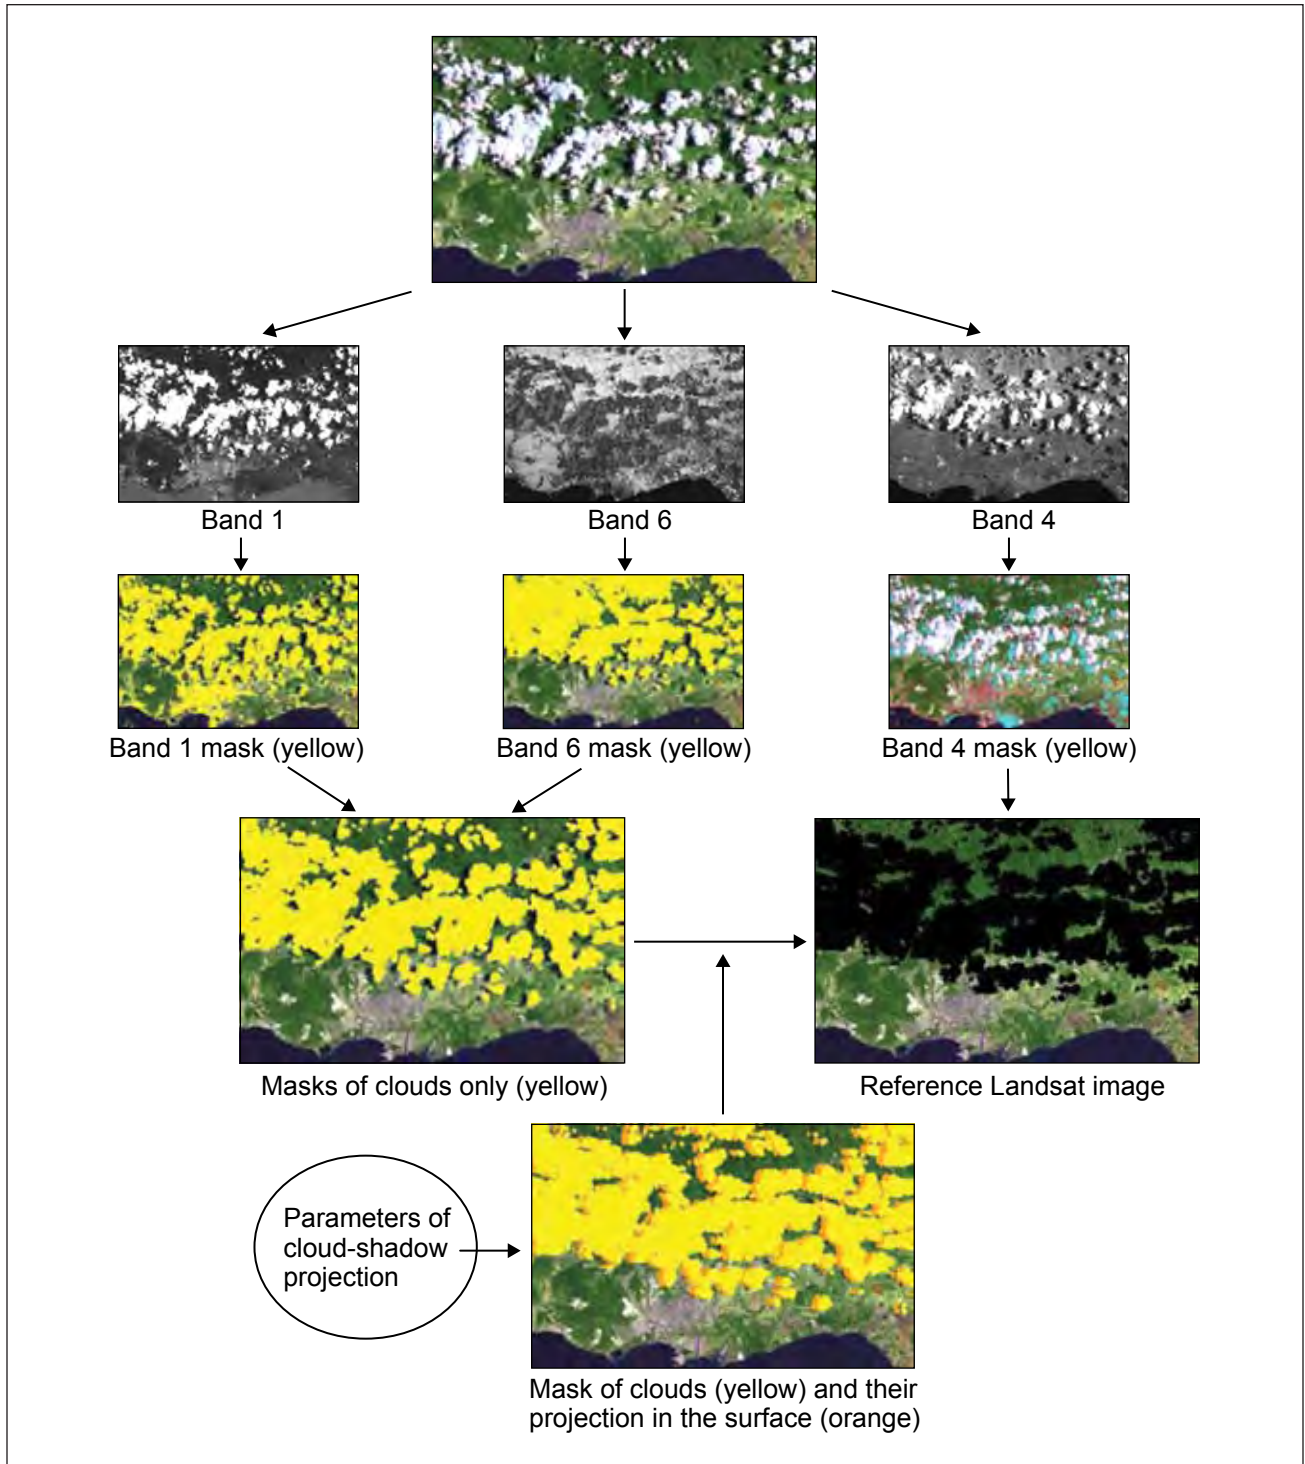 Band 1
Band 6
Band 4
Band 1 mask (yellow)
Band 6 mask (yellow)
Band 4 mask (yellow)
Masks of clouds only (yellow)
Reference Landsat image
Parameters of
cloud-shadow
projection
Mask of clouds (yellow) and their
projection in the surface (orange)